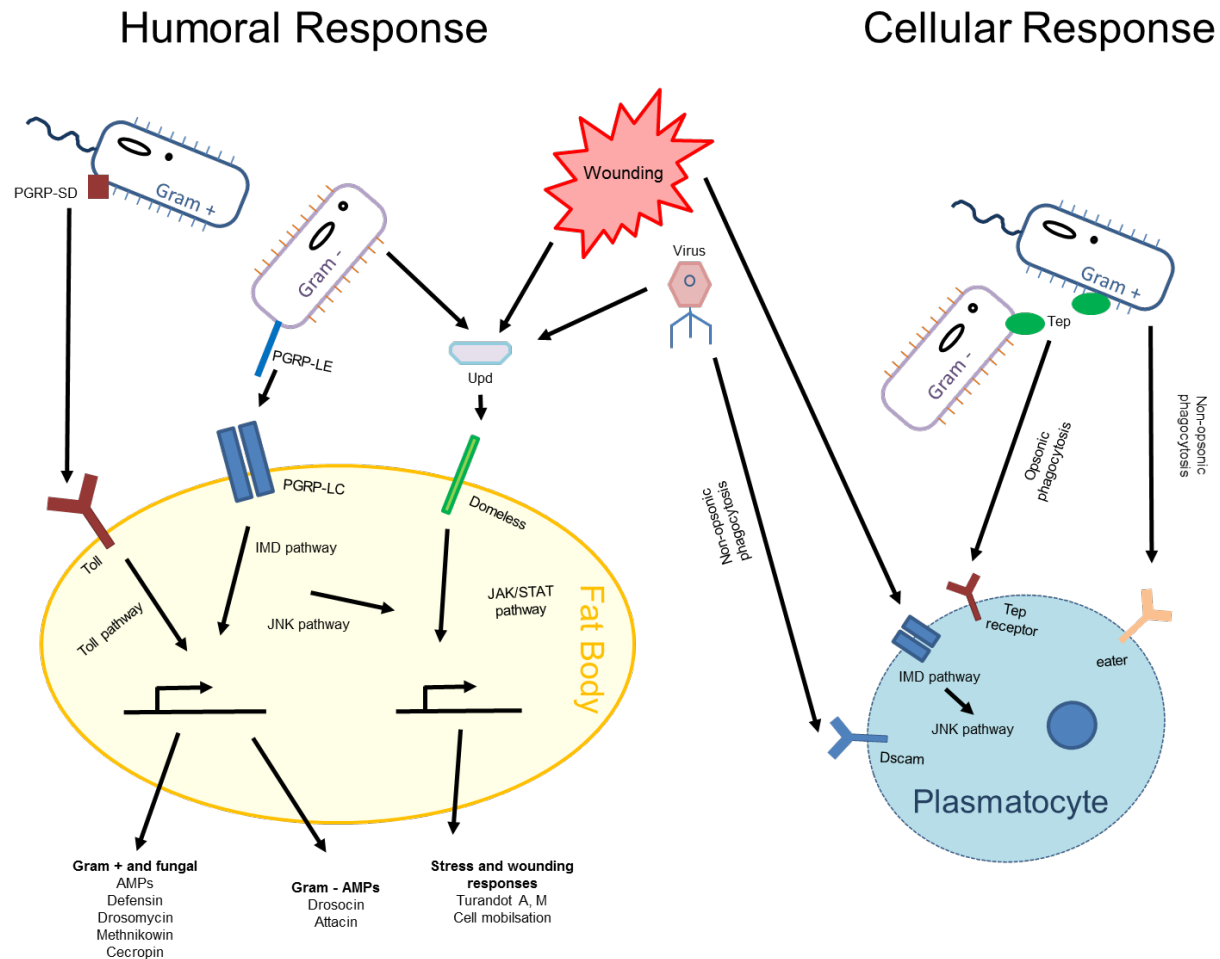 Humoral Response
Cellular Response
Wounding
PGRP-SD
Gram +
Gram -
Virus
Gram +
Tep
Gram -
PGRP-LE
Upd
Non-opsonic
phagocytosis
Opsonic
phagocytosis
Non-opsonic
phagocytosis
PGRP-LC
Domeless
Toll
IMD pathway
Toll pathway
JNK pathway
JAK/STAT
pathway
Fat Body
Tep
receptor
eater
IMD pathway
JNK pathway
Dscam
Plasmatocyte
Gram + and fungal
AMPs
Defensin
Drosomycin
Methnikowin
Cecropin
Gram - AMPs
Drosocin
Attacin
Stress and wounding
responses
Turandot A, M
Cell mobilsation